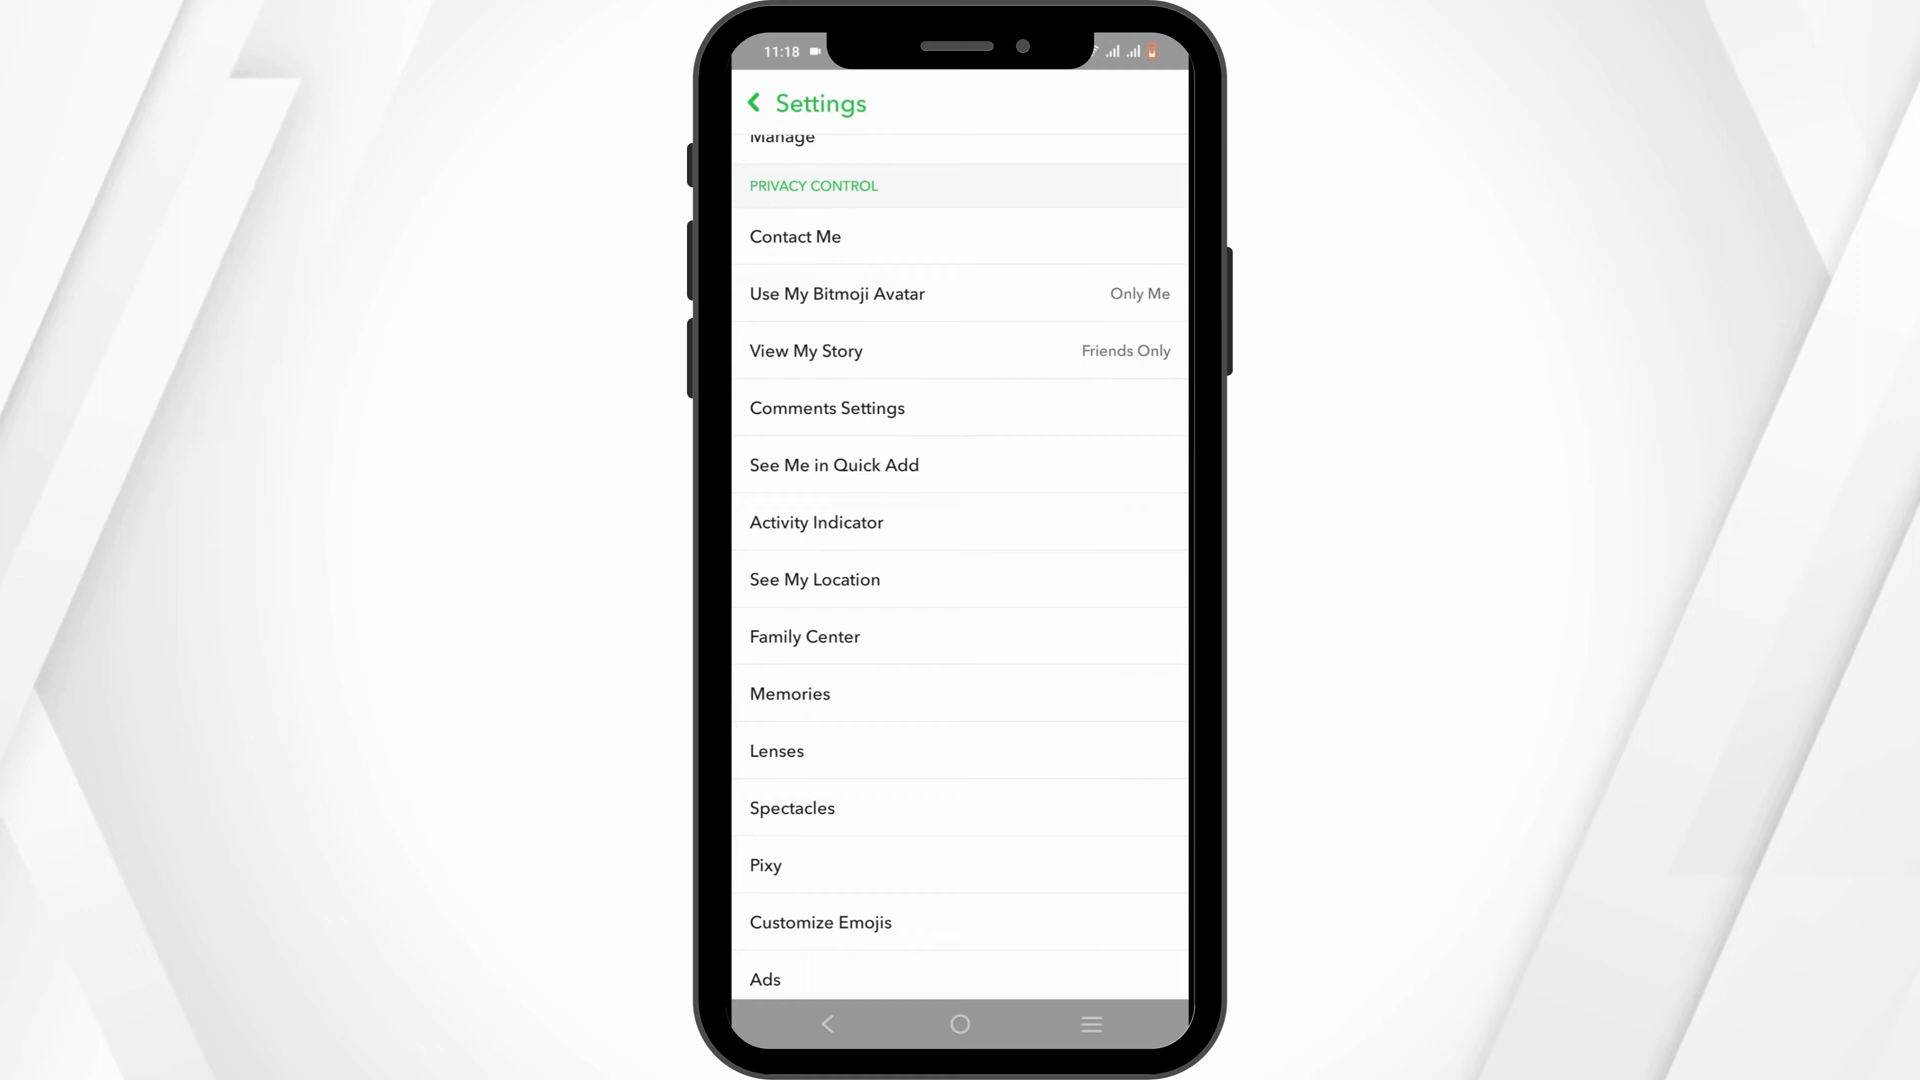 11:18
Settings
Manage
PRIVACY CONTROL
Contact Me
Use My Bitmoji Avatar Only Me
View My Story Friends Only
Comments Settings
See Me in Quick Add
Activity Indicator
See My Location
Family Center
Memories
Lenses
Spectacles
Pixy
Customize Emojis
Ads